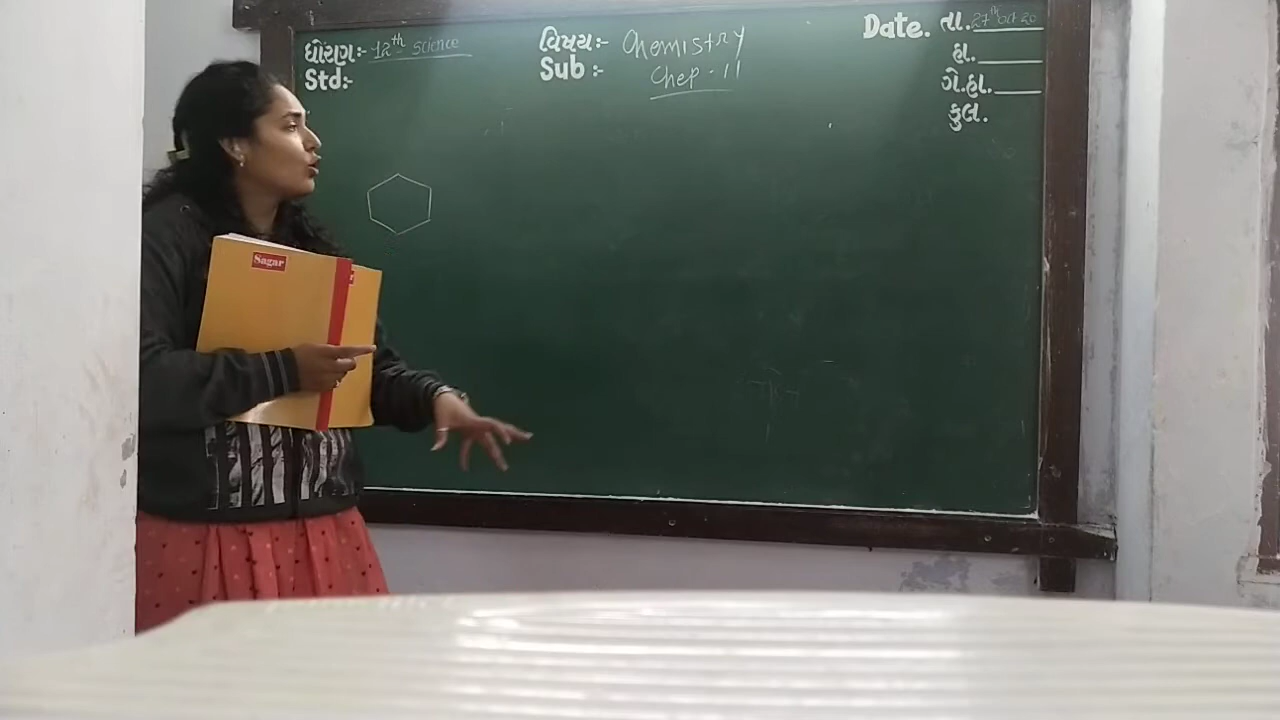 ધોરણ:- 12th science
Std:-
વિષય:- Chemistry
Sub:- Chep-11
Date. તા. 27th oct 20
હા.
ગે.હા.
કુલ.
Sagar